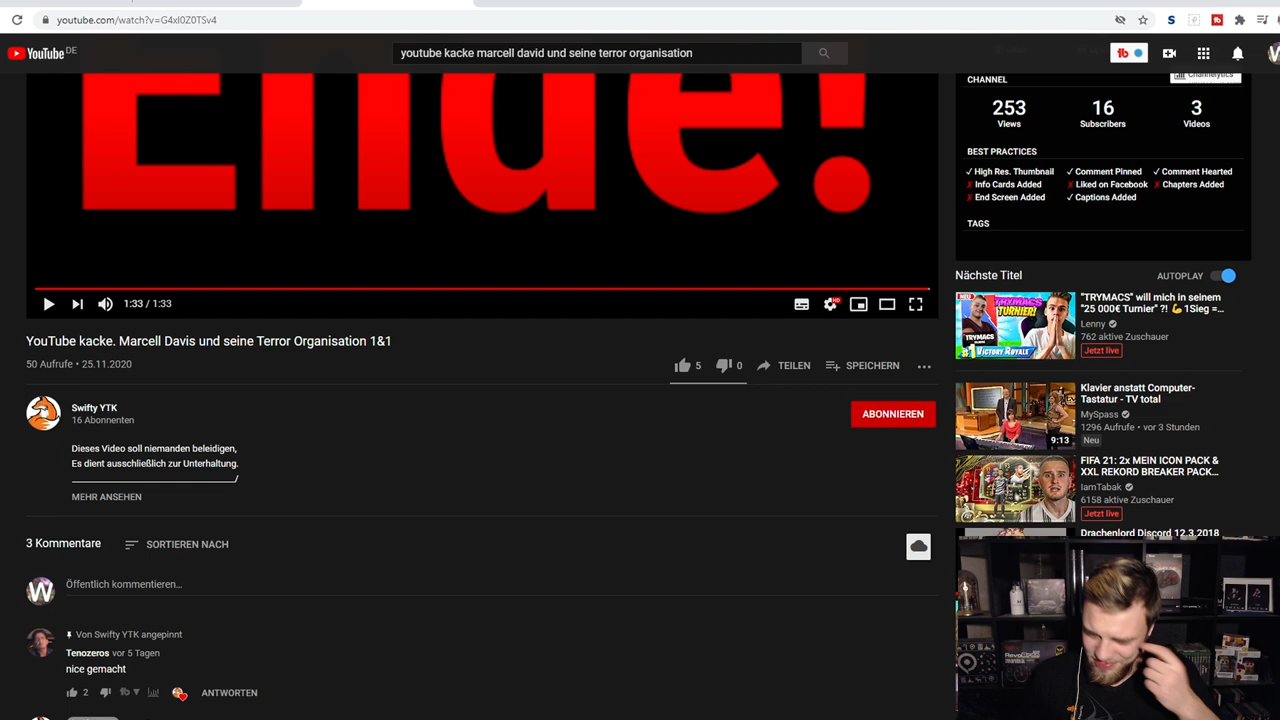 youtube.com/watch?v=G4xI0Z0TSv4
YouTube DE
youtube kacke marcell david und seine terror organisation
Ende!
1:33 / 1:33
YouTube kacke. Marcell Davis und seine Terror Organisation 1&1
50 Aufrufe • 25.11.2020
5
0
TEILEN
SPEICHERN
Swifty YTK
16 Abonnenten
ABONNIEREN
Dieses Video soll niemanden beleidigen,
Es dient ausschließlich zur Unterhaltung.
MEHR ANSEHEN
3 Kommentare
SORTIEREN NACH
W
Öffentlich kommentieren...
Von Swifty YTK angepinnt
Tenozeros vor 5 Tagen
nice gemacht
2
ANTWORTEN
CHANNEL
Channelytics
253
16
3
Views
Subscribers
Videos
BEST PRACTICES
✓ High Res. Thumbnail
✓ Comment Pinned
✓ Comment Hearted
✗ Info Cards Added
✗ Liked on Facebook
✗ Chapters Added
✗ End Screen Added
✓ Captions Added
TAGS
Nächste Titel
AUTOPLAY
NEU
TRYMACS
TURNIER!
#1 VICTORY ROYALE
"TRYMACS" will mich in seinem
"25 000€ Turnier" ?! 💪 1Sieg =...
Lenny
762 aktive Zuschauer
Jetzt live
9:13
Klavier anstatt Computer-
Tastatur - TV total
MySpass
1296 Aufrufe • vor 3 Stunden
Neu
FIFA 21: 2x MEIN ICON PACK &
XXL REKORD BREAKER PACK...
IamTabak
6158 aktive Zuschauer
Jetzt live
Drachenlord Discord 12.3.2018